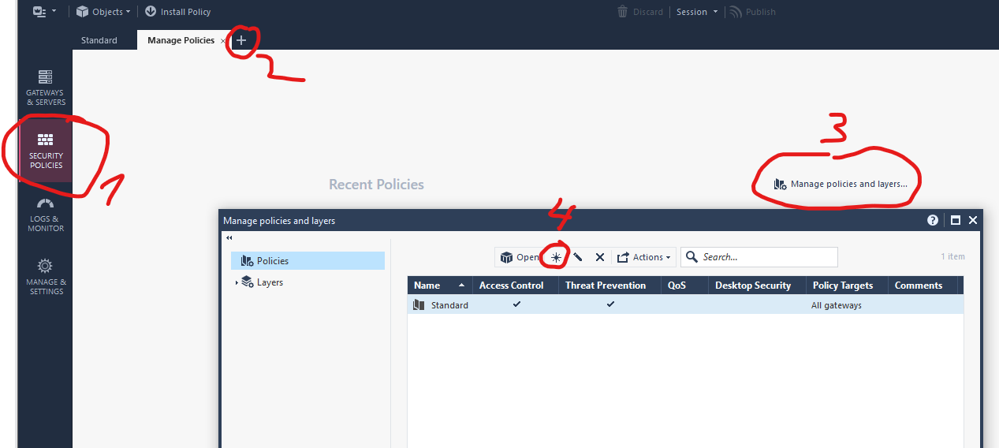 Objects Install Policy Discard Session Publish
Standard Manage Policies × +
2
GATEWAYS
& SERVERS
3
SECURITY
POLICIES
1
Recent Policies Manage policies and layers...
4
LOGS &
MONITOR
Manage policies and layers
Policies Open Actions Search... 1 item
MANAGE &
SETTINGS
Layers
Name Access Control Threat Prevention QoS Desktop Security Policy Targets Comments
Standard All gateways